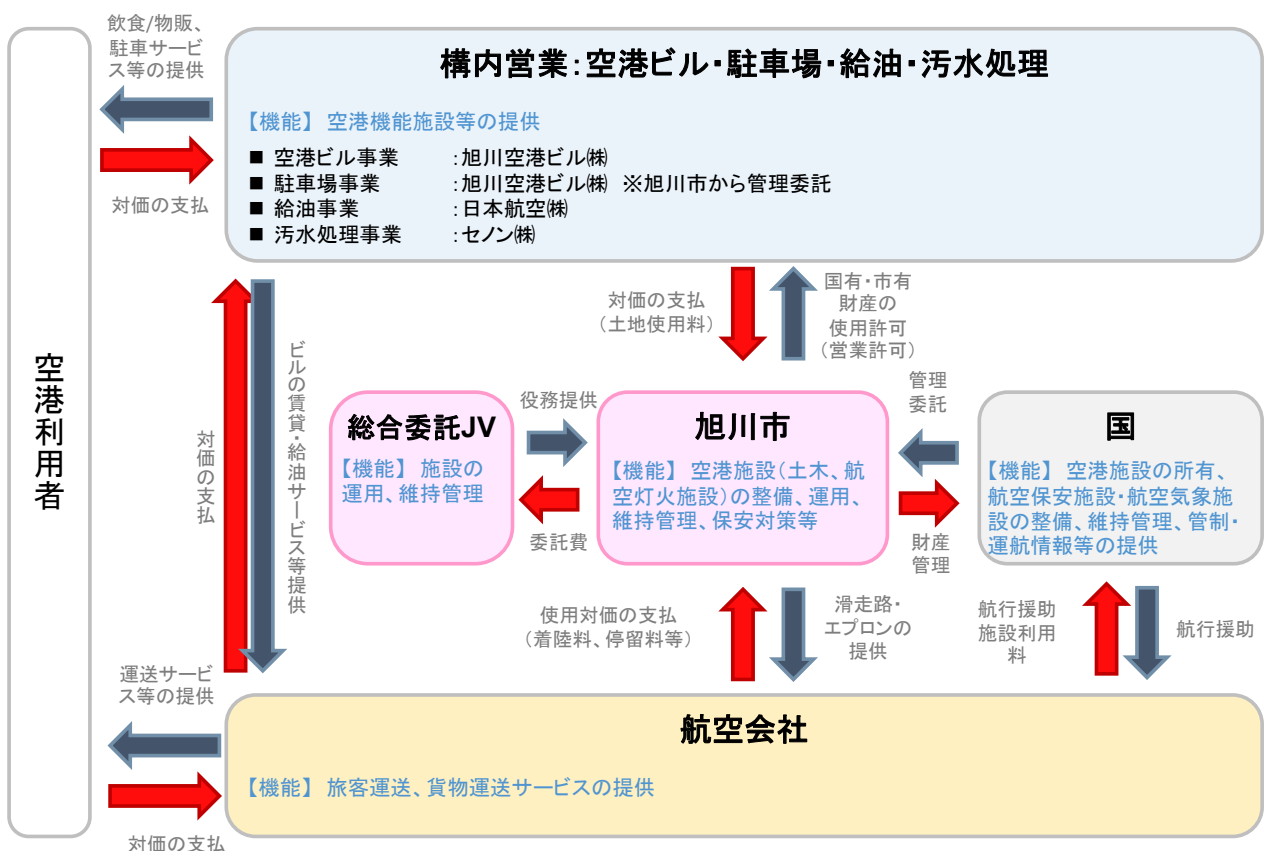 飲食/物販、
駐車サービ
ス等の提供
対価の支払
空港利用者
構内営業：空港ビル・駐車場・給油・汚水処理
【機能】 空港機能施設等の提供
■ 空港ビル事業 ：旭川空港ビル㈱
■ 駐車場事業 ：旭川空港ビル㈱ ※旭川市から管理委託
■ 給油事業 ：日本航空㈱
■ 汚水処理事業 ：セノン㈱
対価の支払
（土地使用料）
国有・市有
財産の
使用許可
（営業許可）
対価の支払
ビルの賃貸・給油サービス等提供
総合委託JV
【機能】 施設の
運用、維持管理
役務提供
委託費
旭川市
【機能】 空港施設（土木、航
空灯火施設）の整備、運用、
維持管理、保安対策等
管理
委託
財産
管理
国
【機能】 空港施設の所有、
航空保安施設・航空気象施
設の整備、維持管理、管制・
運航情報等の提供
使用対価の支払
（着陸料、停留料等）
滑走路・
エプロンの
提供
航行援助
施設利用
料
航行援助
運送サービ
ス等の提供
対価の支払
航空会社
【機能】 旅客運送、貨物運送サービスの提供